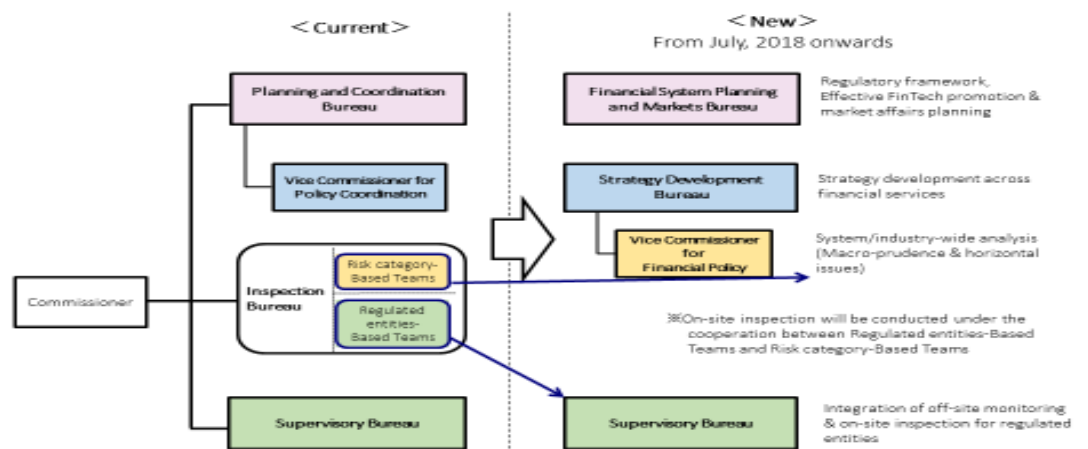 <Current>
<New>
From July, 2018 onwards
Planning and Coordination
Bureau
Financial System Planning
and Markets Bureau
Regulatory framework,
Effective FinTech promotion &
market affairs planning
Vice Commissioner for
Policy Coordination
Strategy Development
Bureau
Strategy development across
financial services
Vice Commissioner
for
Financial Policy
System/industry-wide analysis
(Macro-prudence & horizontal
issues)
Commissioner
Inspection
Bureau
Risk category-
Based Teams
Regulated
entities-
Based Teams
※On-site inspection will be conducted under the
cooperation between Regulated entities-Based
Teams and Risk category-Based Teams
Supervisory Bureau
Supervisory Bureau
Integration of off-site monitoring
& on-site inspection for regulated
entities